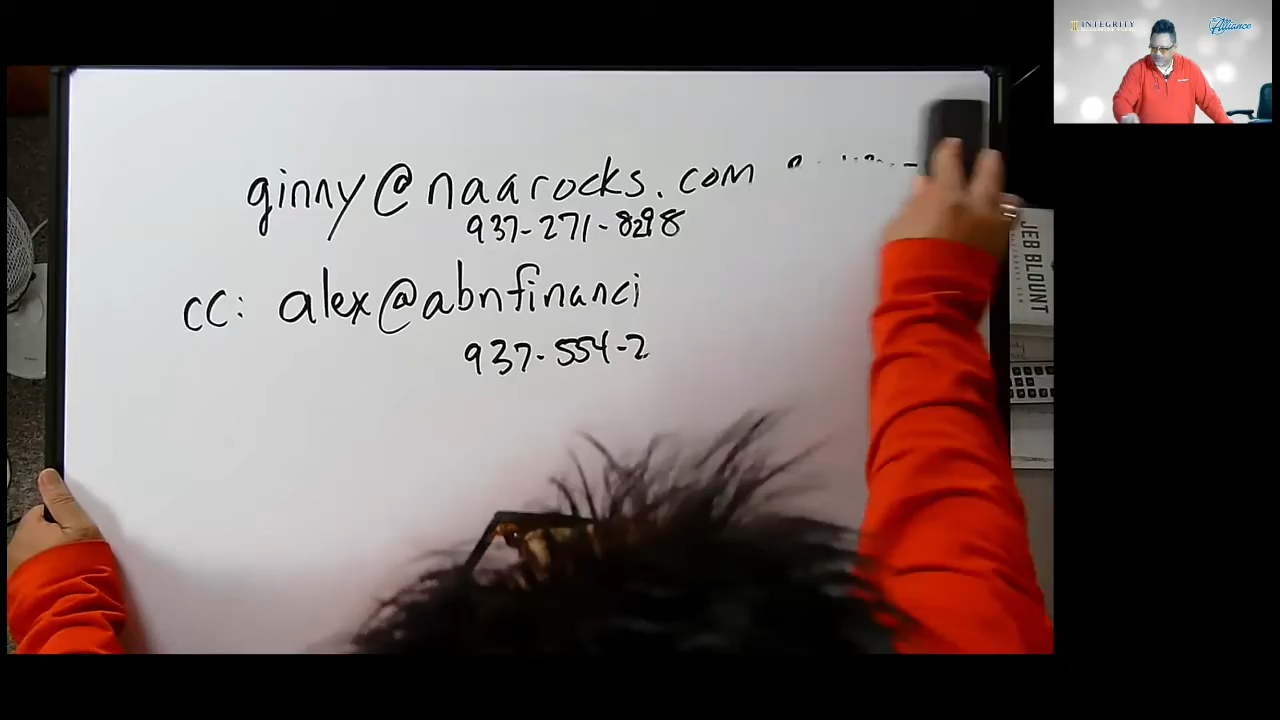 INTEGRITY
Alliance
ginny@naarocks.com
937-271-8298
cc: alex@abnfinanci
937-554-2
JEB BLOUNT